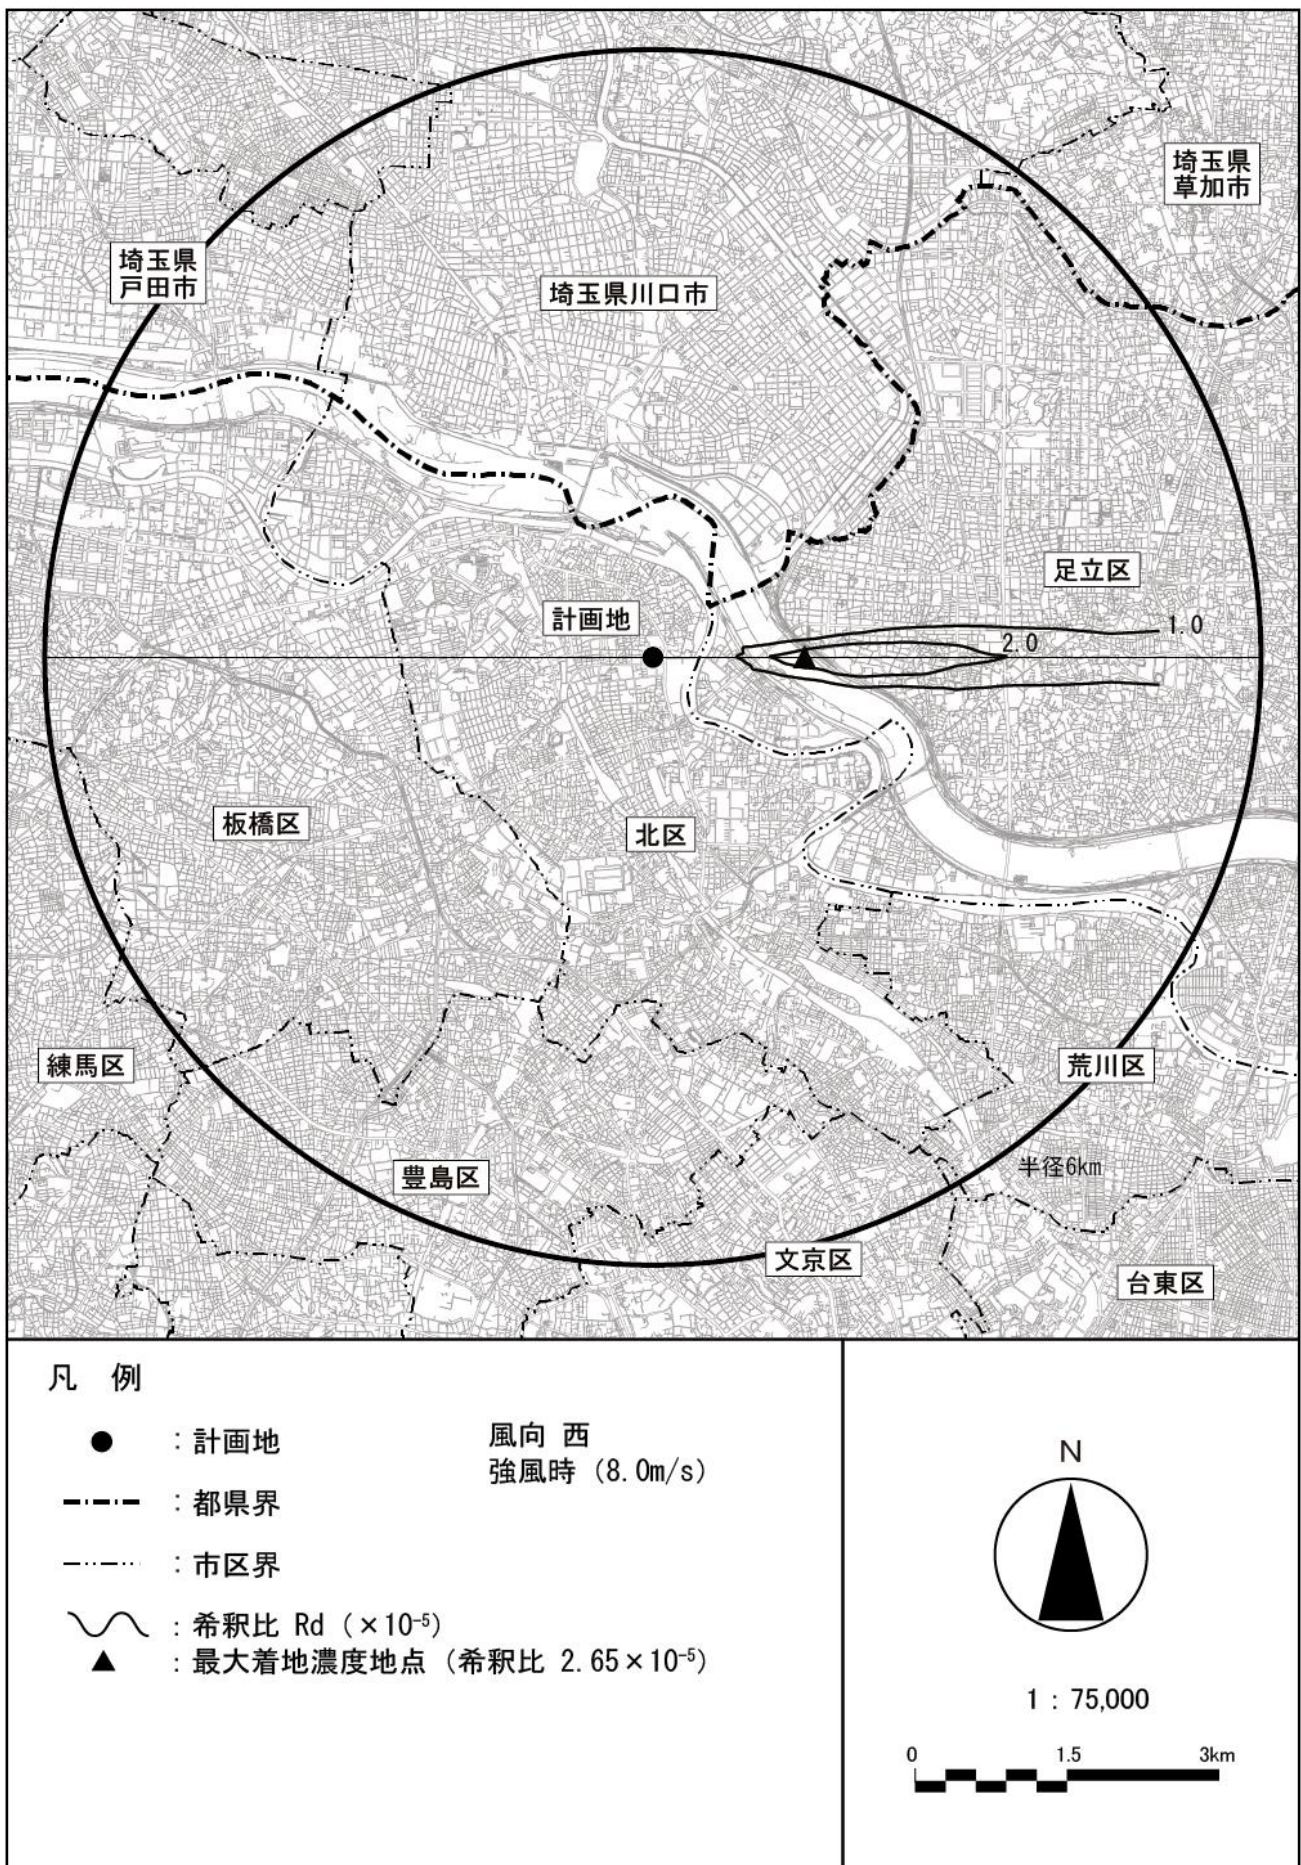 埼玉県
草加市
埼玉県
戸田市
埼玉県川口市
足立区
計画地
1.0
2.0
板橋区
北区
練馬区
荒川区
豊島区
半径6km
文京区
台東区
凡 例
:計画地
:都県界
:市区界
:希釈比 Rd (×10⁻⁵)
:最大着地濃度地点 (希釈比 2.65×10⁻⁵)
風向 西
強風時 (8.0m/s)
N
1:75,000
0 1.5 3km